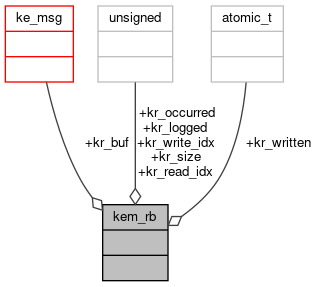 ke_msg
unsigned
atomic_t
+kr_occurred
+kr_logged
+kr_buf
+kr_write_idx
+kr_written
+kr_size
+kr_read_idx
kem_rb